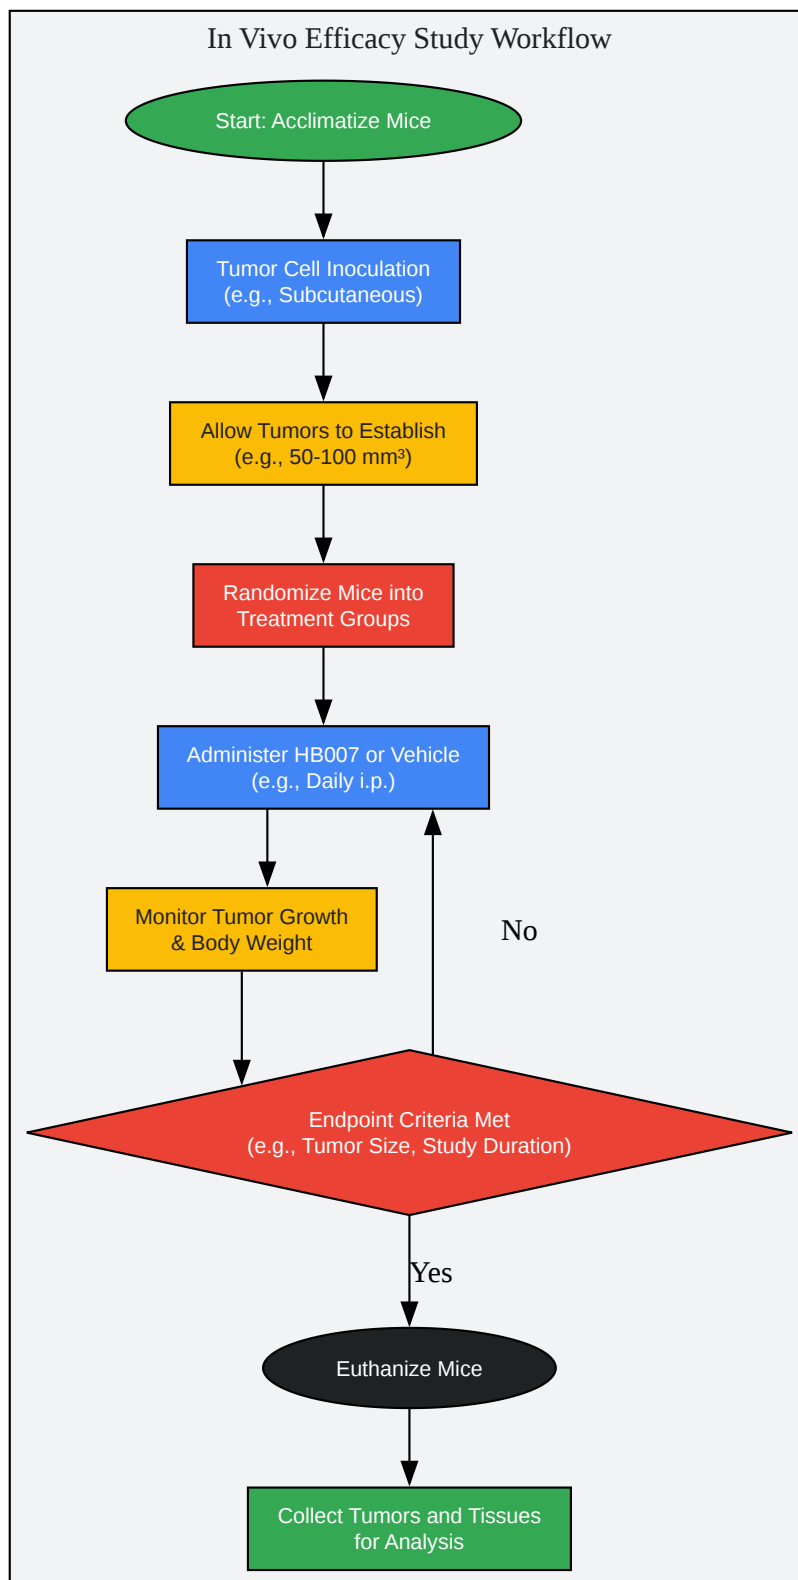 In Vivo Efficacy Study Workflow
Start: Acclimatize Mice
Tumor Cell Inoculation
(e.g., Subcutaneous)
Allow Tumors to Establish
(e.g., 50-100 mm³)
Randomize Mice into
Treatment Groups
Administer HB007 or Vehicle
(e.g., Daily i.p.)
Monitor Tumor Growth
& Body Weight
No
Endpoint Criteria Met
(e.g., Tumor Size, Study Duration)
Yes
Euthanize Mice
Collect Tumors and Tissues
for Analysis